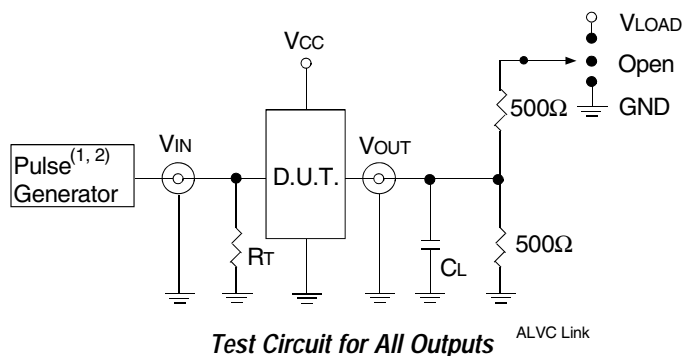 VCC
VLOAD
Open
GND
500Ω
VIN
VOUT
Pulse(1, 2)
Generator
D.U.T.
RT
CL
500Ω
Test Circuit for All Outputs
ALVC Link